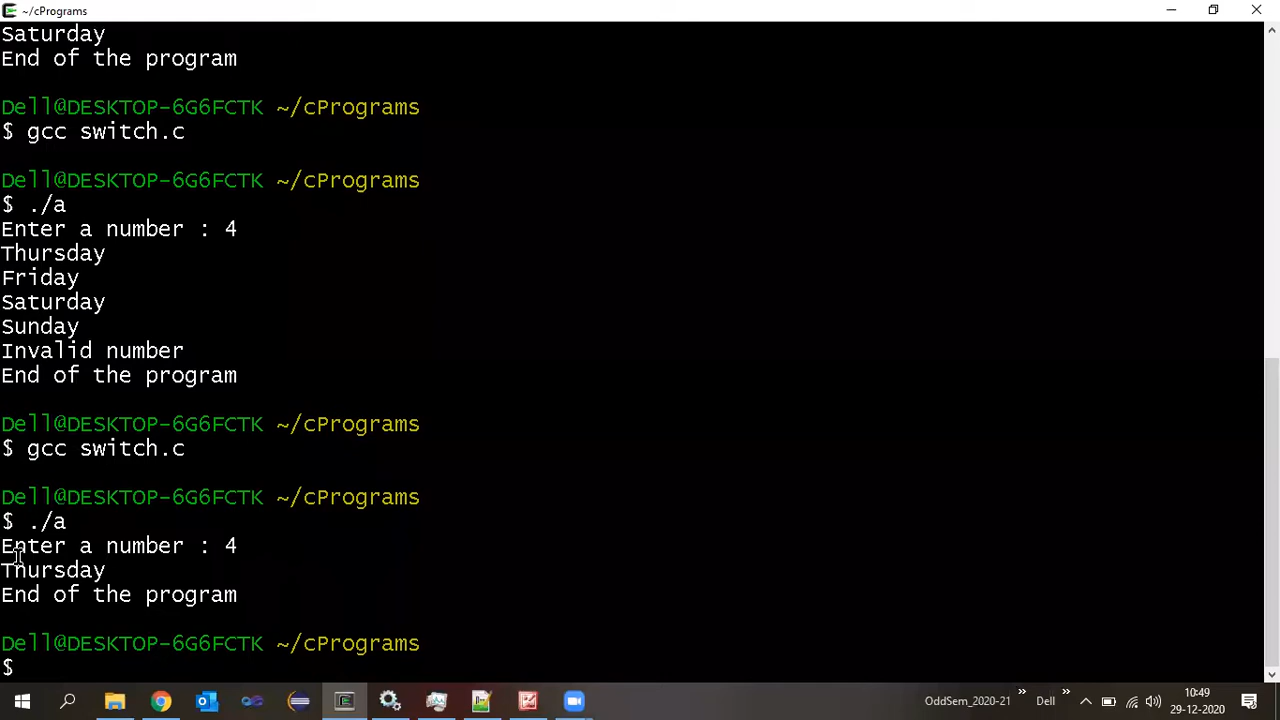 ~/cPrograms
Saturday
End of the program
Dell@DESKTOP-6G6FCTK ~/cPrograms
$ gcc switch.c
Dell@DESKTOP-6G6FCTK ~/cPrograms
$ ./a
Enter a number : 4
Thursday
Friday
Saturday
Sunday
Invalid number
End of the program
Dell@DESKTOP-6G6FCTK ~/cPrograms
$ gcc switch.c
Dell@DESKTOP-6G6FCTK ~/cPrograms
$ ./a
Enter a number : 4
Thursday
End of the program
Dell@DESKTOP-6G6FCTK ~/cPrograms
$
OddSem_2020-21 » Dell » 10:49
29-12-2020